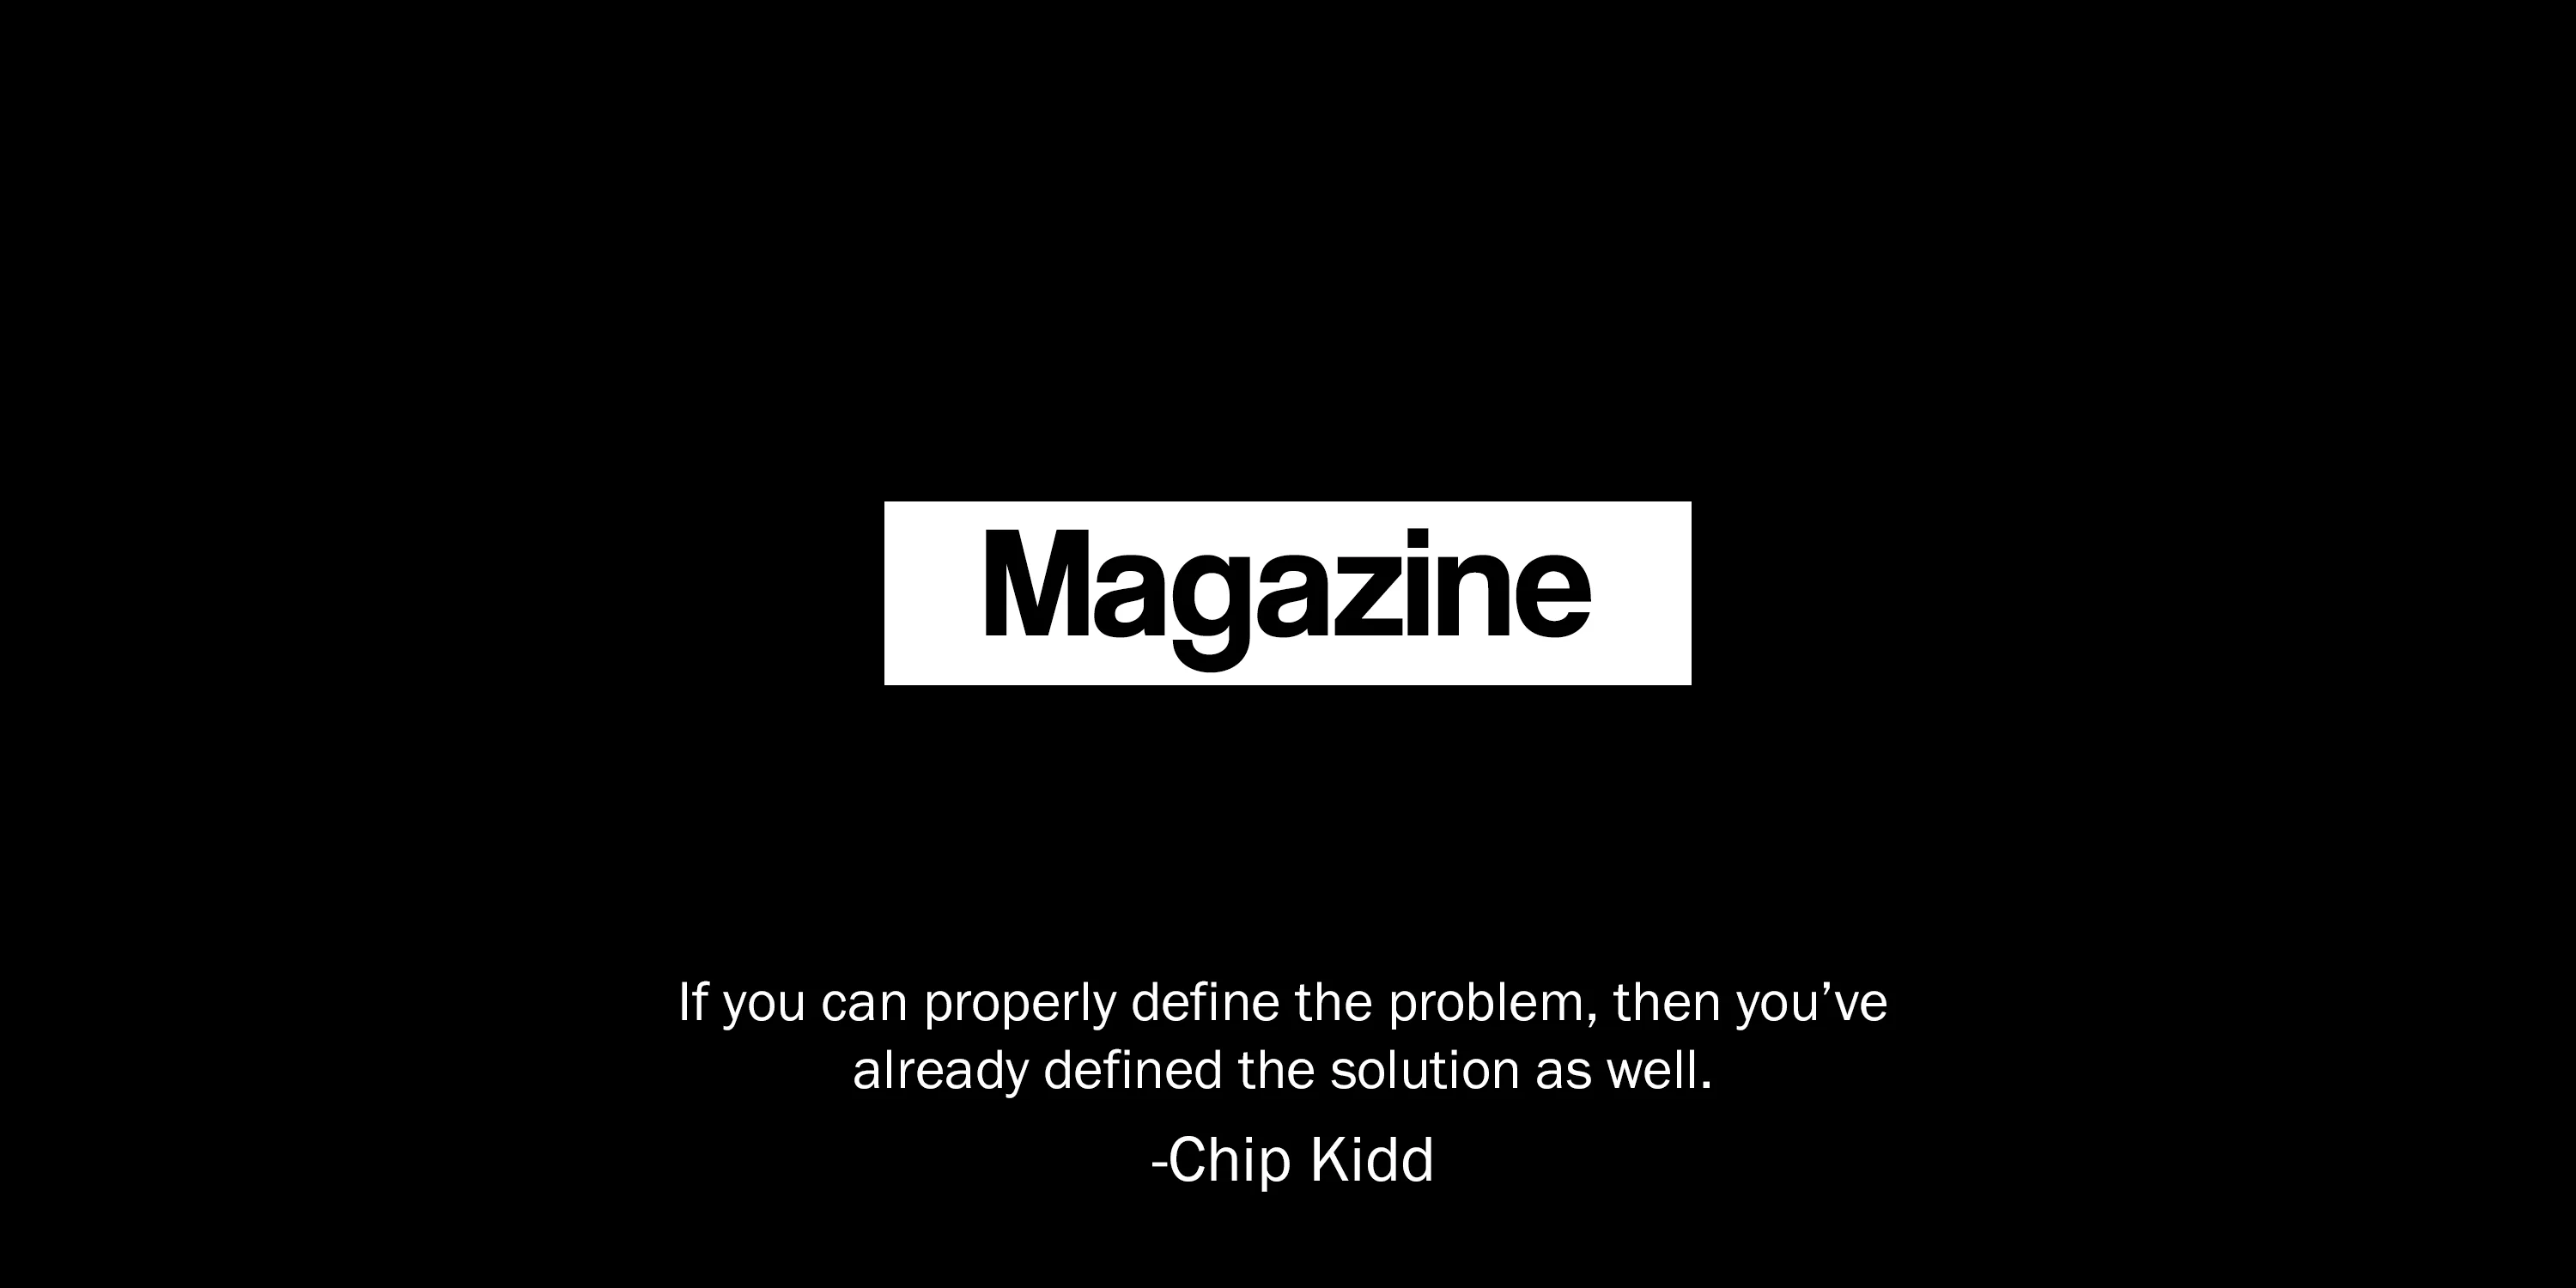 Magazine
If you can properly define the problem, then you’ve
already defined the solution as well.
-Chip Kidd